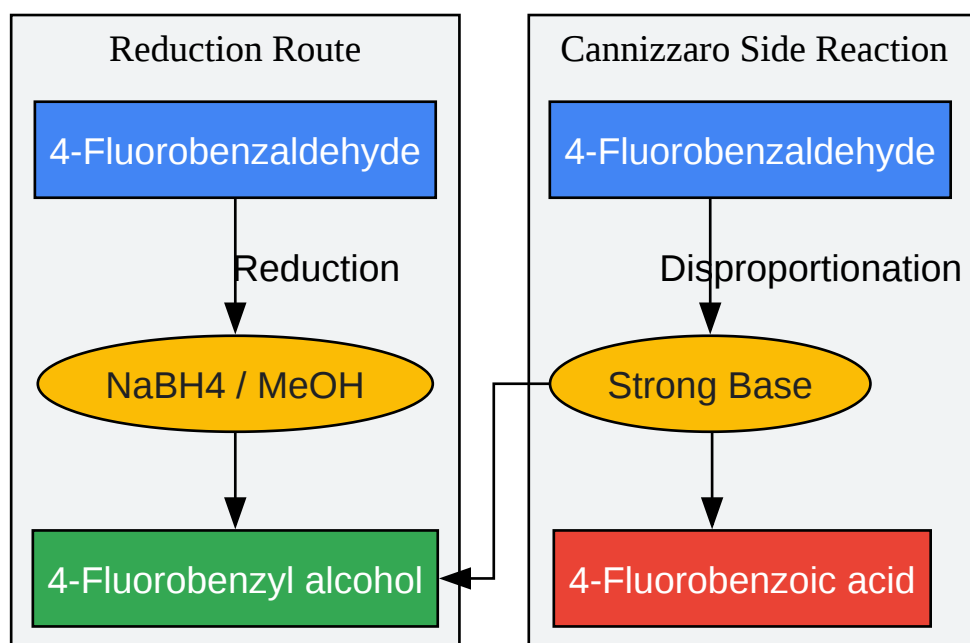 Reduction Route
4-Fluorobenzaldehyde
Reduction
NaBH4 / MeOH
4-Fluorobenzyl alcohol
Cannizzaro Side Reaction
4-Fluorobenzaldehyde
Disproportionation
Strong Base
4-Fluorobenzoic acid